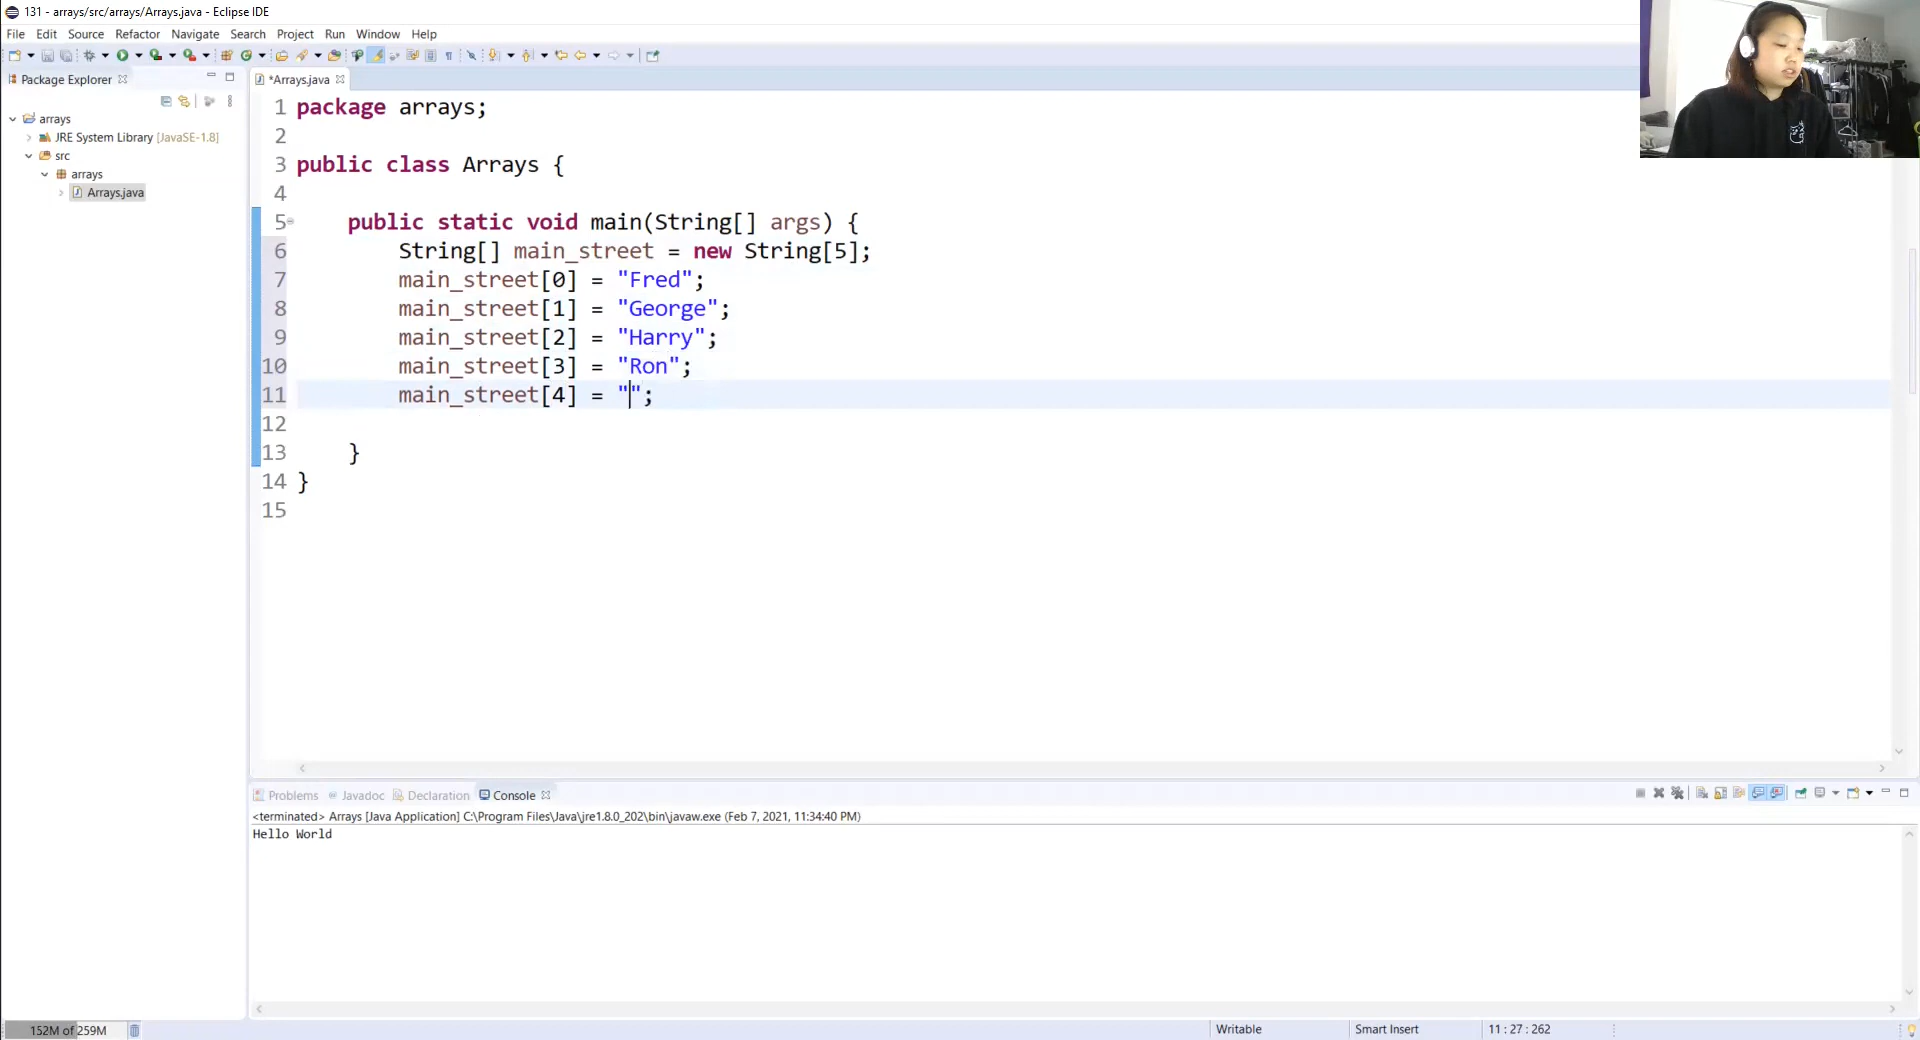 131 - arrays/src/arrays/Arrays.java - Eclipse IDE
File Edit Source Refactor Navigate Search Project Run Window Help
Package Explorer
*Arrays.java
arrays
JRE System Library [JavaSE-1.8]
src
arrays
Arrays.java
1 package arrays;
2
3 public class Arrays {
4
5 public static void main(String[] args) {
6 String[] main_street = new String[5];
7 main_street[0] = "Fred";
8 main_street[1] = "George";
9 main_street[2] = "Harry";
10 main_street[3] = "Ron";
11 main_street[4] = "";
12
13 }
14 }
15
Problems Javadoc Declaration Console
<terminated> Arrays [Java Application] C:\Program Files\Java\jre1.8.0_202\bin\javaw.exe (Feb 7, 2021, 11:34:40 PM)
Hello World
152M of 259M Writable Smart Insert 11 : 27 : 262